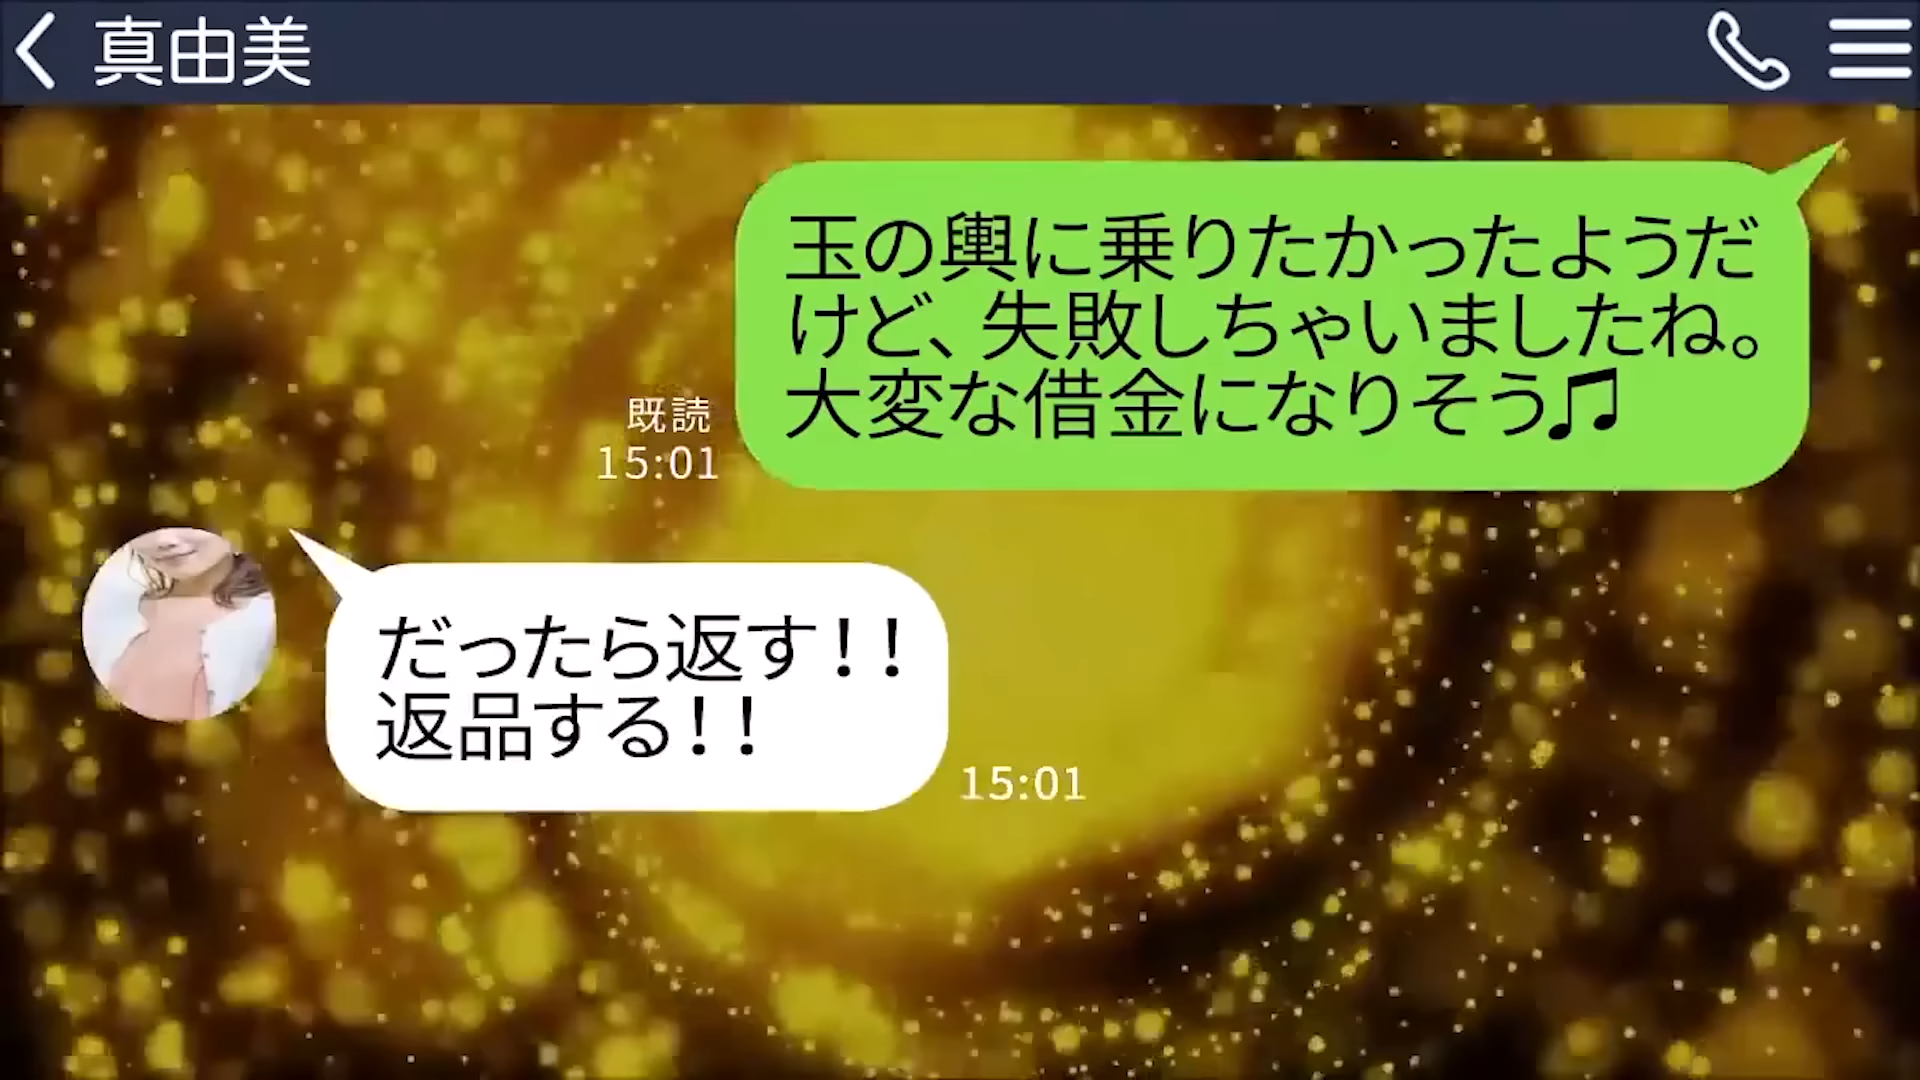 真由美
玉の輿に乗りたかったようだ
けど、失敗しちゃいましたね。
大変な借金になりそう♫
既読
15:01
だったら返す!!
返品する!!
15:01